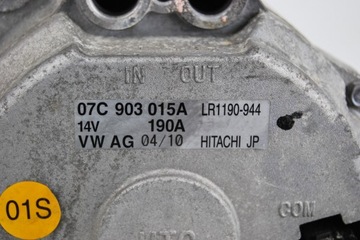 IN OUT
07C 903 015A LR1190-944
14V 190A
VW AG 04/10 HITACHI JP
01S
COM